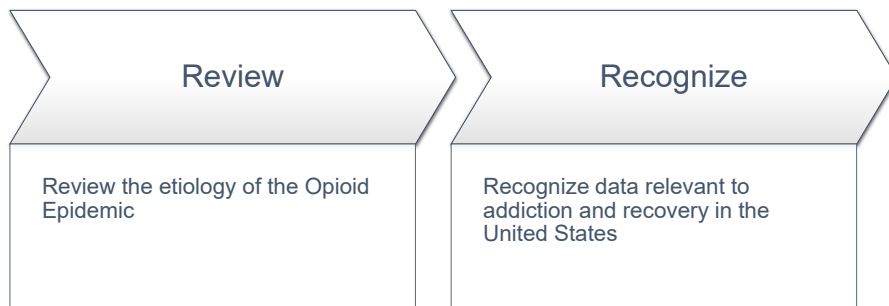 Review
Recognize
Review the etiology of the Opioid
Epidemic
Recognize data relevant to
addiction and recovery in the
United States